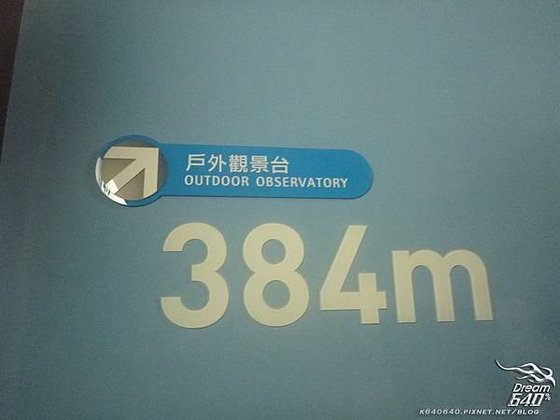 戶外觀景台
OUTDOOR OBSERVATORY
384m
Dream
640
K640640.PIXNET.NET/BLOG